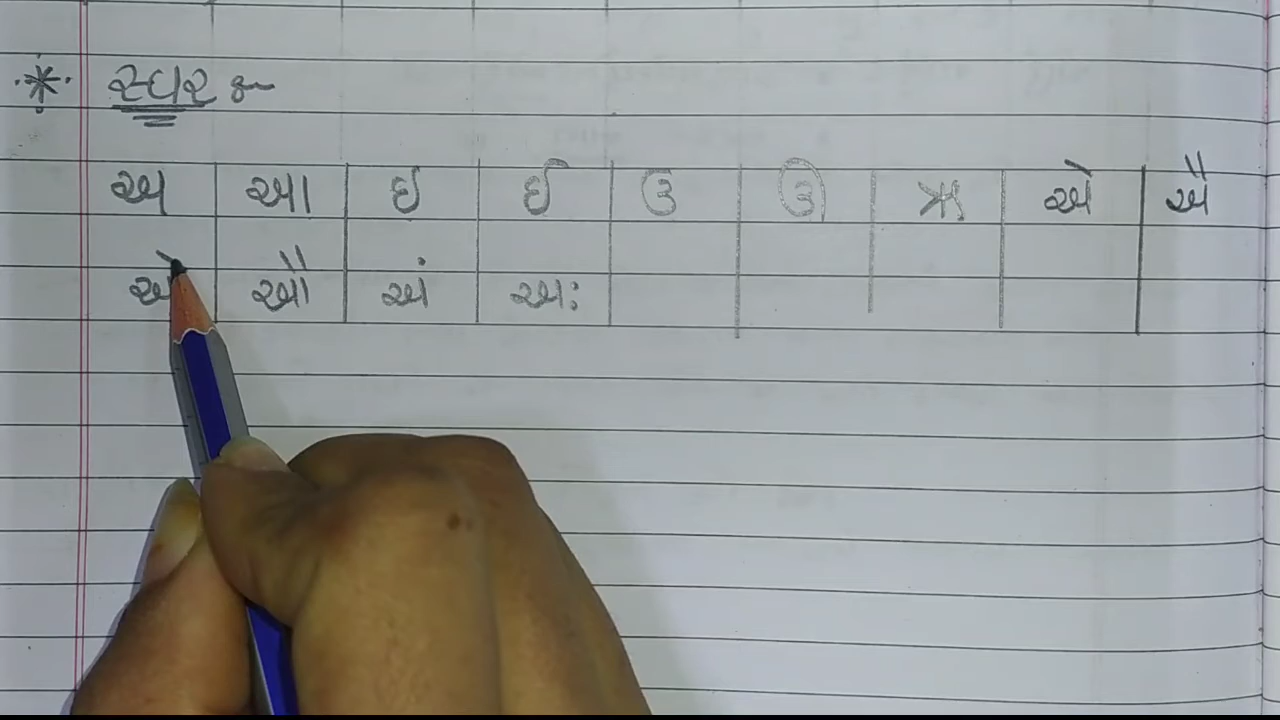 * સ્વર :-
અ આ ઇ ઈ ઉ ઊ ઋ એ ઐ
ઓ ઔ અં અઃ